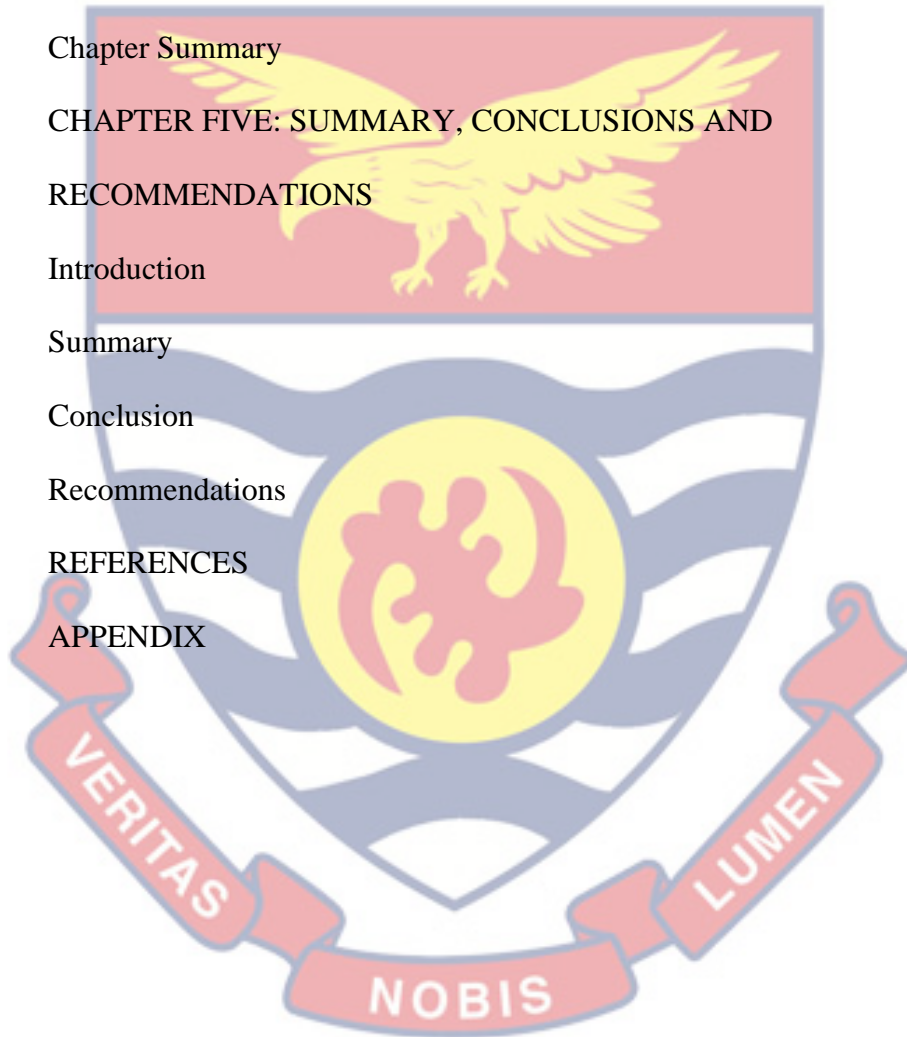 Chapter Summary
CHAPTER FIVE: SUMMARY, CONCLUSIONS AND
RECOMMENDATIONS
Introduction
Summary
Conclusion
Recommendations
REFERENCES
APPENDIX
VERITAS
NOBIS
LUMEN